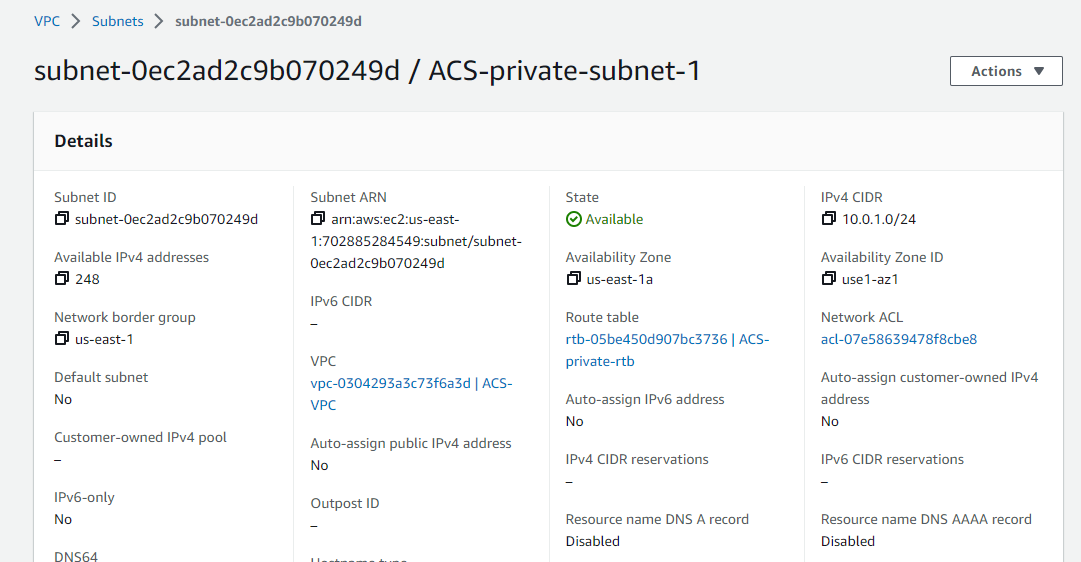 VPC > Subnets > subnet-0ec2ad2c9b070249d
subnet-0ec2ad2c9b070249d / ACS-private-subnet-1
Actions
Details
Subnet ID
subnet-0ec2ad2c9b070249d
Available IPv4 addresses
248
Network border group
us-east-1
Default subnet
No
Customer-owned IPv4 pool
–
IPv6-only
No
DNS64
Subnet ARN
arn:aws:ec2:us-east-
1:702885284549:subnet/subnet-
0ec2ad2c9b070249d
IPv6 CIDR
–
VPC
vpc-0304293a3c73f6a3d | ACS-
VPC
Auto-assign public IPv4 address
No
Outpost ID
–
Hostname type
State
Available
Availability Zone
us-east-1a
Route table
rtb-05be450d907bc3736 | ACS-
private-rtb
Auto-assign IPv6 address
No
IPv4 CIDR reservations
–
Resource name DNS A record
Disabled
IPv4 CIDR
10.0.1.0/24
Availability Zone ID
use1-az1
Network ACL
acl-07e58639478f8cbe8
Auto-assign customer-owned IPv4
address
No
IPv6 CIDR reservations
–
Resource name DNS AAAA record
Disabled